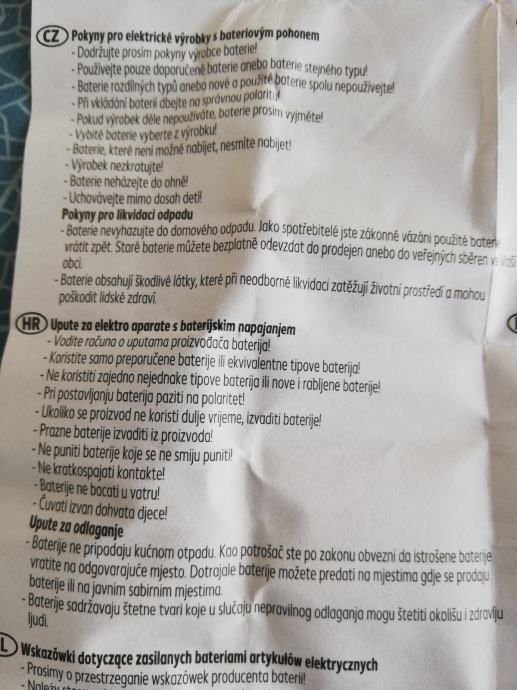 CZ Pokyny pro elektrické výrobky s bateriovým pohonem
- Dodržujte prosím pokyny výrobce baterie!
- Používejte pouze doporučené baterie anebo baterie stejného typu!
- Baterie rozdílných typů anebo nové a použité baterie spolu nepoužívejte!
- Při vkládání baterií dbejte na správnou polaritu!
- Pokud výrobek déle nepoužíváte, baterie prosím vyjměte!
- Vybité baterie vyberte z výrobku!
- Baterie, které není možné nabíjet, nesmíte nabíjet!
- Výrobek nezkratujte!
- Baterie neházejte do ohně!
- Uchovávejte mimo dosah dětí!
Pokyny pro likvidaci odpadu
- Baterie nevyhazujte do domového odpadu. Jako spotřebitelé jste zákonně vázáni použité baterie
vrátit zpět. Staré baterie můžete bezplatně odevzdat do prodejen anebo do veřejných sběren ve Vaší
obci.
- Baterie obsahují škodlivé látky, které při neodborné likvidaci zatěžují životní prostředí a mohou
poškodit lidské zdraví.
HR Upute za elektro aparate s baterijskim napajanjem
- Vodite računa o uputama proizvođača baterija!
- Koristite samo preporučene baterije ili ekvivalentne tipove baterija!
- Ne koristiti zajedno nejednake tipove baterija ili nove i rabljene baterije!
- Pri postavljanju baterija paziti na polaritet!
- Ukoliko se proizvod ne koristi dulje vrijeme, izvaditi baterije!
- Prazne baterije izvaditi iz proizvoda!
- Ne puniti baterije koje se ne smiju puniti!
- Ne kratkospajati kontakte!
- Baterije ne bacati u vatru!
- Čuvati izvan dohvata djece!
Upute za odlaganje
- Baterije ne pripadaju kućnom otpadu. Kao potrošač ste po zakonu obvezni da istrošene baterije
vratite na odgovarajuće mjesto. Dotrajale baterije možete predati na mjestima gdje se prodaju
baterije ili na javnim sabirnim mjestima.
- Baterije sadržavaju štetne tvari koje u slučaju nepravilnog odlaganja mogu štetiti okolišu i zdravlju
ljudi.
L Wskazówki dotyczące zasilanych bateriami artykułów elektrycznych
- Prosimy o przestrzeganie wskazówek producenta baterii!
- Należy